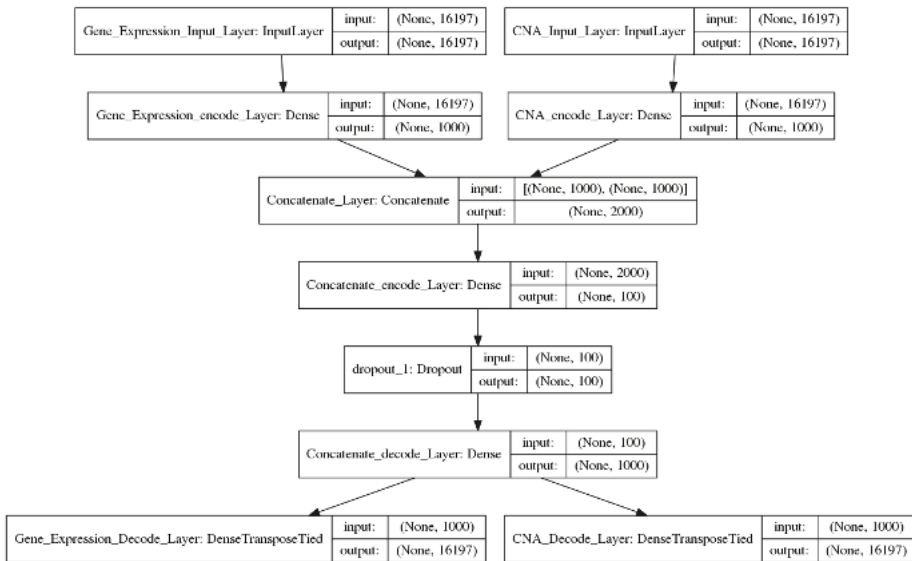 Gene_Expression_Input_Layer: InputLayer
input: (None, 16197)
output: (None, 16197)
CNA_Input_Layer: InputLayer
input: (None, 16197)
output: (None, 16197)
Gene_Expression_encode_Layer: Dense
input: (None, 16197)
output: (None, 1000)
CNA_encode_Layer: Dense
input: (None, 16197)
output: (None, 1000)
Concatenate_Layer: Concatenate
input: [(None, 1000), (None, 1000)]
output: (None, 2000)
Concatenate_encode_Layer: Dense
input: (None, 2000)
output: (None, 100)
dropout_1: Dropout
input: (None, 100)
output: (None, 100)
Concatenate_decode_Layer: Dense
input: (None, 100)
output: (None, 1000)
Gene_Expression_Decode_Layer: DenseTransposeTied
input: (None, 1000)
output: (None, 16197)
CNA_Decode_Layer: DenseTransposeTied
input: (None, 1000)
output: (None, 16197)